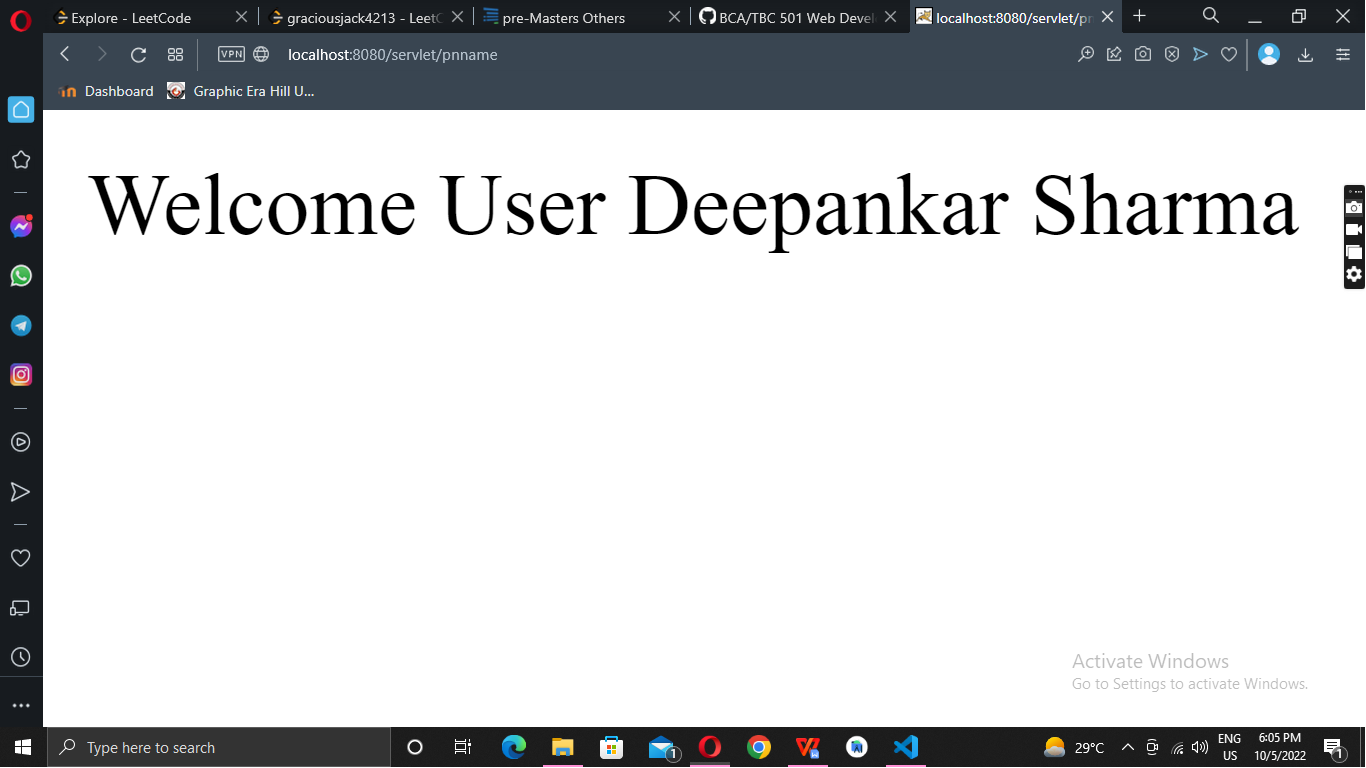 Explore - LeetCode
graciousjack4213 - LeetC
pre-Masters Others
BCA/TBC 501 Web Devel
localhost:8080/servlet/pr
VPN
localhost:8080/servlet/pnname
Dashboard
Graphic Era Hill U...
Welcome User Deepankar Sharma
Activate Windows
Go to Settings to activate Windows.
Type here to search
1
29°C
ENG
US
6:05 PM
10/5/2022
1